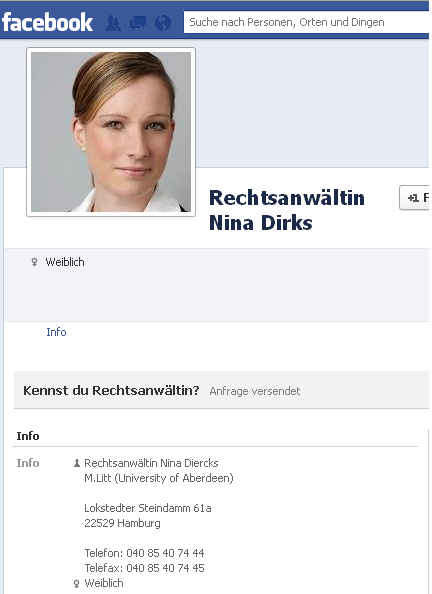 facebook
Suche nach Personen, Orten und Dingen
Rechtsanwältin
Nina Dirks
+1 F
Weiblich
Info
Kennst du Rechtsanwältin? Anfrage versendet
Info
Info Rechtsanwältin Nina Diercks
M.Litt (University of Aberdeen)
Lokstedter Steindamm 61a
22529 Hamburg
Telefon: 040 85 40 74 44
Telefax: 040 85 40 74 45
Weiblich